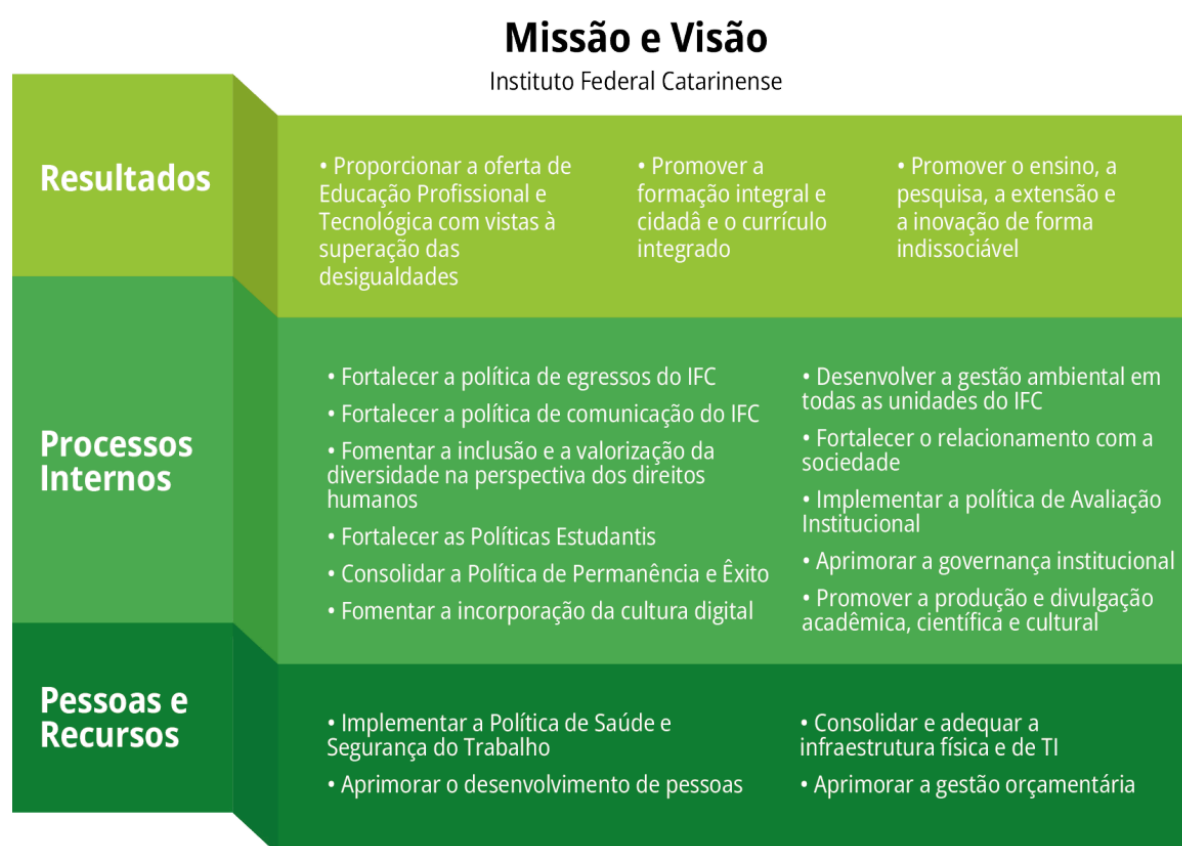 Missão e Visão
Instituto Federal Catarinense
Resultados
• Proporcionar a oferta de
Educação Profissional e
Tecnológica com vistas à
superação das
desigualdades
• Promover a
formação integral e
cidadâ e o currículo
integrado
• Promover o ensino, a
pesquisa, a extensão e
a inovação de forma
indissociável
Processos
Internos
• Fortalecer a política de egressos do IFC
• Fortalecer a política de comunicação do IFC
• Fomentar a inclusão e a valorização da
diversidade na perspectiva dos direitos
humanos
• Fortalecer as Políticas Estudantis
• Consolidar a Política de Permanência e Êxito
• Fomentar a incorporação da cultura digital
• Desenvolver a gestão ambiental em
todas as unidades do IFC
• Fortalecer o relacionamento com a
sociedade
• Implementar a política de Avaliação
Institucional
• Aprimorar a governança institucional
• Promover a produção e divulgação
acadêmica, científica e cultural
Pessoas e
Recursos
• Implementar a Política de Saúde e
Segurança do Trabalho
• Aprimorar o desenvolvimento de pessoas
• Consolidar e adequar a
infraestrutura física e de TI
• Aprimorar a gestão orçamentária